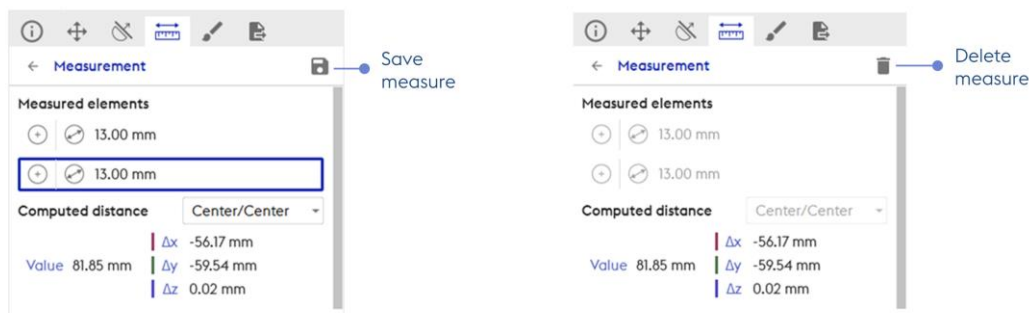 Measurement
Save
measure
Measured elements
13.00 mm
13.00 mm
Computed distance Center/Center
Δx -56.17 mm
Value 81.85 mm Δy -59.54 mm
Δz 0.02 mm
Measurement
Delete
measure
Measured elements
13.00 mm
13.00 mm
Computed distance Center/Center
Δx -56.17 mm
Value 81.85 mm Δy -59.54 mm
Δz 0.02 mm